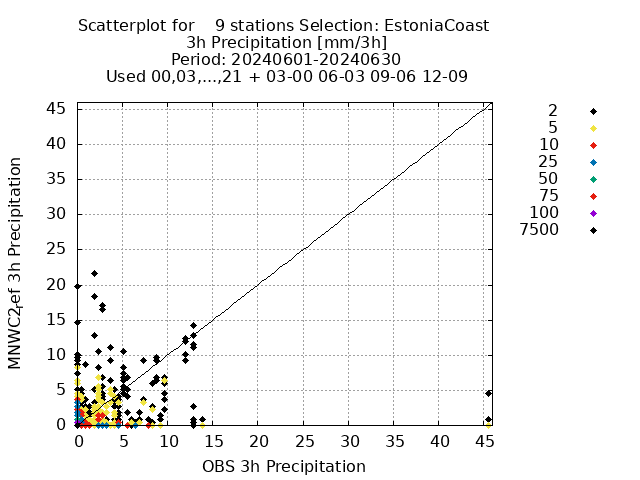 Scatterplot for    9 stations Selection: EstoniaCoast
3h Precipitation [mm/3h]
Period: 20240601-20240630
Used 00,03,...,21 + 03-00 06-03 09-06 12-09
45
40
35
30
25
20
15
10
5
0
MNWC2ref 3h Precipitation
0 5 10 15 20 25 30 35 40 45
OBS 3h Precipitation
2
5
10
25
50
75
100
7500